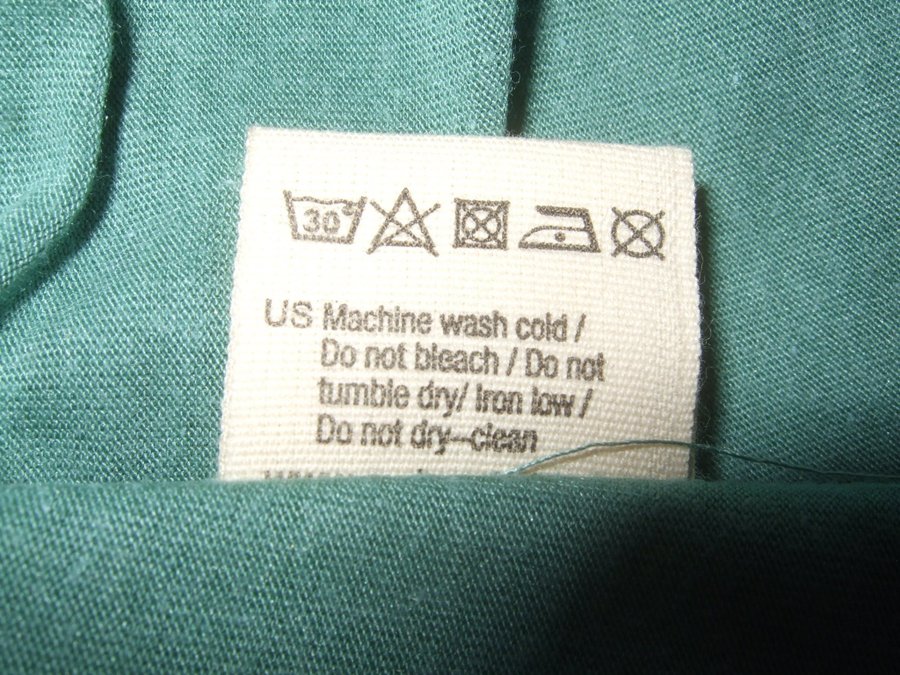 30°
US Machine wash cold /
Do not bleach / Do not
tumble dry/ Iron low /
Do not dry-clean